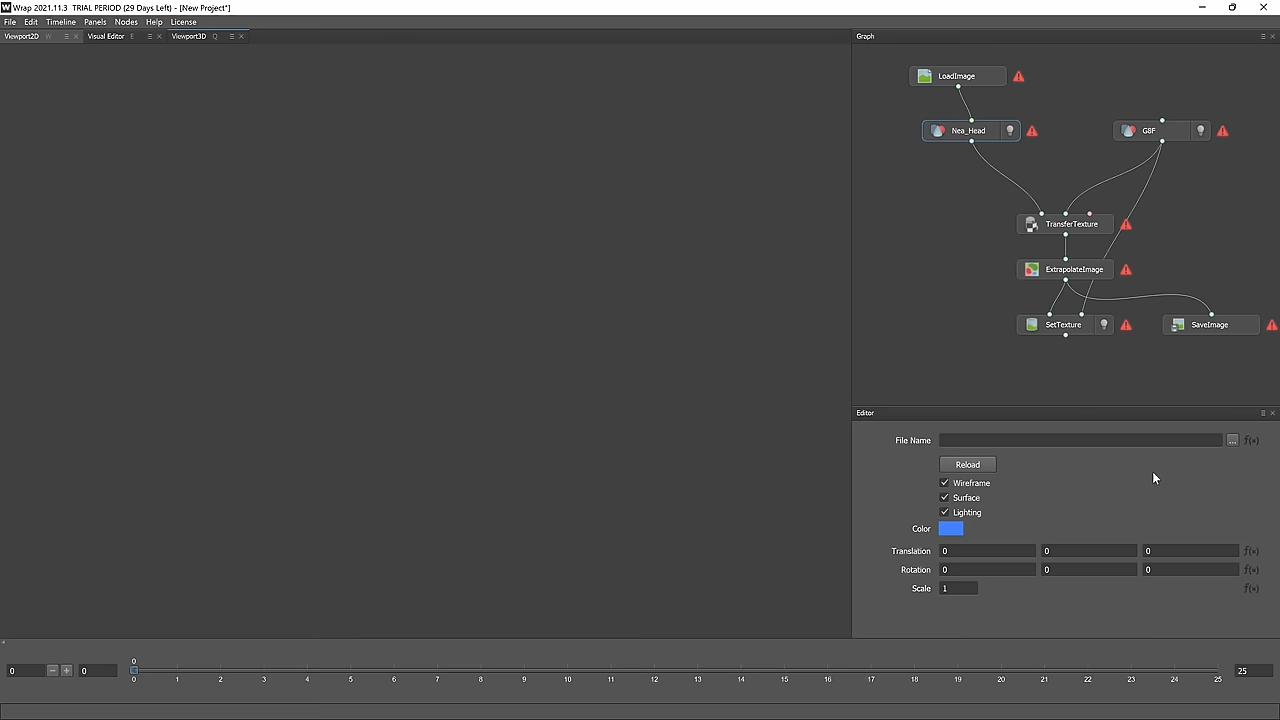 Wrap 2021.11.3 TRIAL PERIOD (29 Days Left) - [New Project*]
File Edit Timeline Panels Nodes Help License
Viewport2D W Visual Editor E Viewport3D Q Graph
LoadImage
Nea_Head G8F
TransferTexture
ExtrapolateImage
SetTexture SaveImage
Editor
File Name ... f(x)
Reload
Wireframe
Surface
Lighting
Color
Translation 0 0 0 f(x)
Rotation 0 0 0 f(x)
Scale 1 f(x)
0
0 0 25
0 1 2 3 4 5 6 7 8 9 10 11 12 13 14 15 16 17 18 19 20 21 22 23 24 25